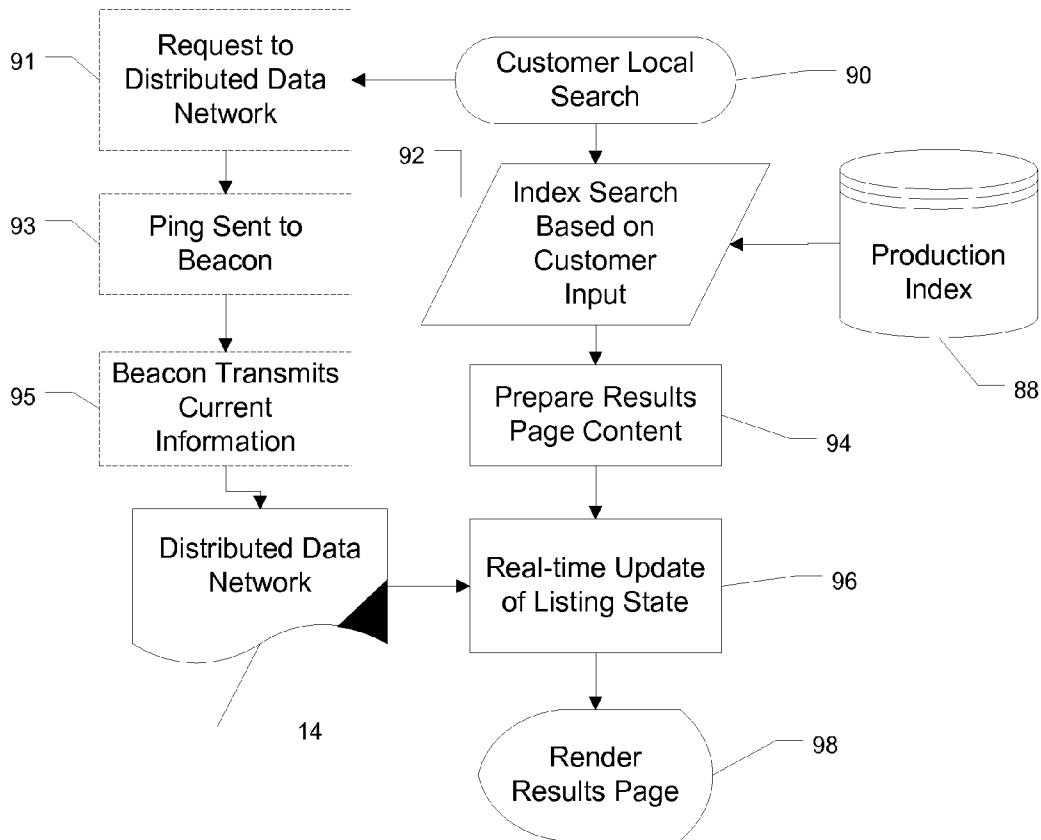 91
Request to
Distributed Data
Network
Customer Local
Search
90
92
93
Ping Sent to
Beacon
Index Search
Based on
Customer
Input
Production
Index
88
95
Beacon Transmits
Current
Information
Prepare Results
Page Content
94
Distributed Data
Network
14
Real-time Update
of Listing State
96
Render
Results Page
98